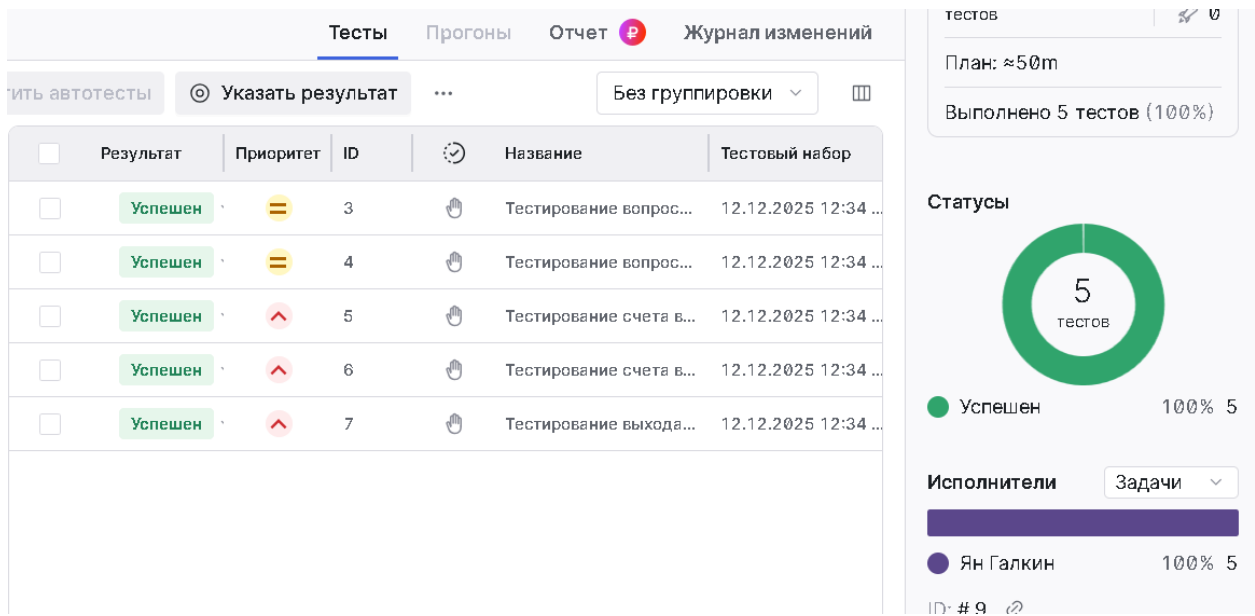 Тесты Прогоны Отчет ₽ Журнал изменений
тить автотесты Указать результат ... Без группировки
Результат Приоритет ID Название Тестовый набор
Успешен 3 Тестирование вопрос... 12.12.2025 12:34 ...
Успешен 4 Тестирование вопрос... 12.12.2025 12:34 ...
Успешен 5 Тестирование счета в... 12.12.2025 12:34 ...
Успешен 6 Тестирование счета в... 12.12.2025 12:34 ...
Успешен 7 Тестирование выхода... 12.12.2025 12:34 ...
тестов 0
План: ≈50m
Выполнено 5 тестов (100%)
Статусы
5
тестов
Успешен 100% 5
Исполнители Задачи
Ян Галкин 100% 5
ID: # 9